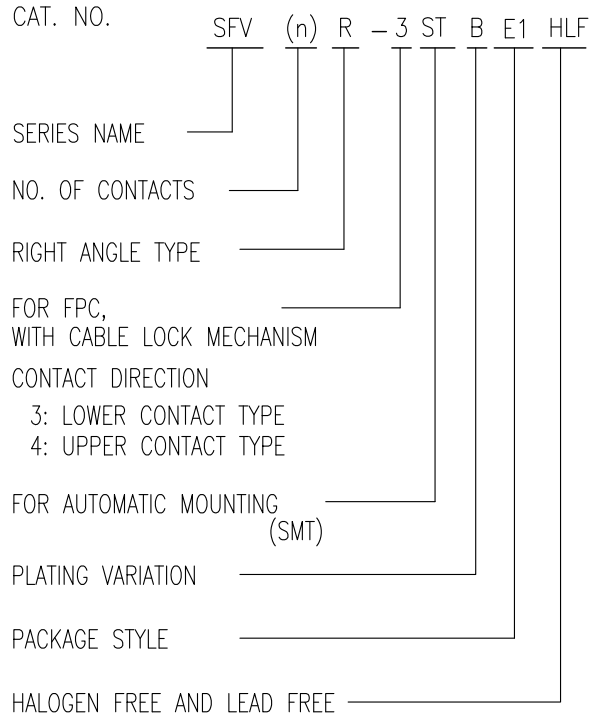 CAT. NO.
SFV (n) R - 3 ST B E1 HLF
SERIES NAME
NO. OF CONTACTS
RIGHT ANGLE TYPE
FOR FPC,
WITH CABLE LOCK MECHANISM
CONTACT DIRECTION
3: LOWER CONTACT TYPE
4: UPPER CONTACT TYPE
FOR AUTOMATIC MOUNTING
(SMT)
PLATING VARIATION
PACKAGE STYLE
HALOGEN FREE AND LEAD FREE